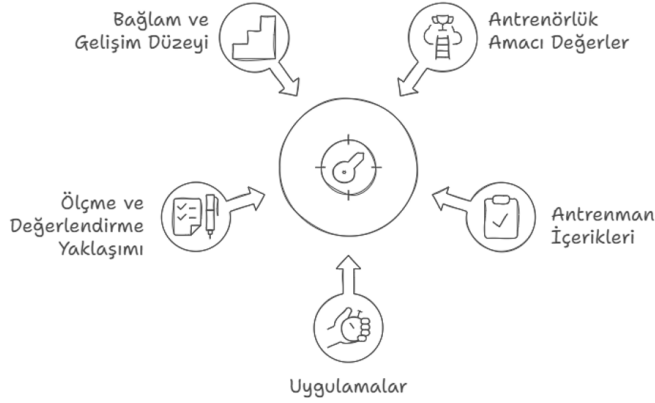 Bağlam ve
Gelişim Düzeyi
Antrenörlük
Amacı Değerler
Ölçme ve
Değerlendirme
Yaklaşımı
Antrenman
İçerikleri
Uygulamalar